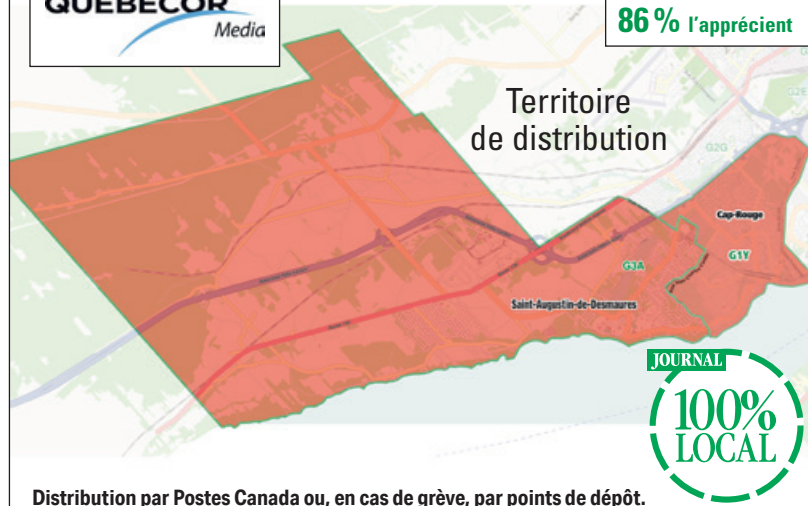 QUEBECOR
Media
86 % l'apprécient
Territoire
de distribution
G2G
Cap-Rouge
G1Y
G3A
Saint-Augustin-de-Desmaures
JOURNAL
100%
LOCAL
Distribution par Postes Canada ou, en cas de grève, par points de dépôt.